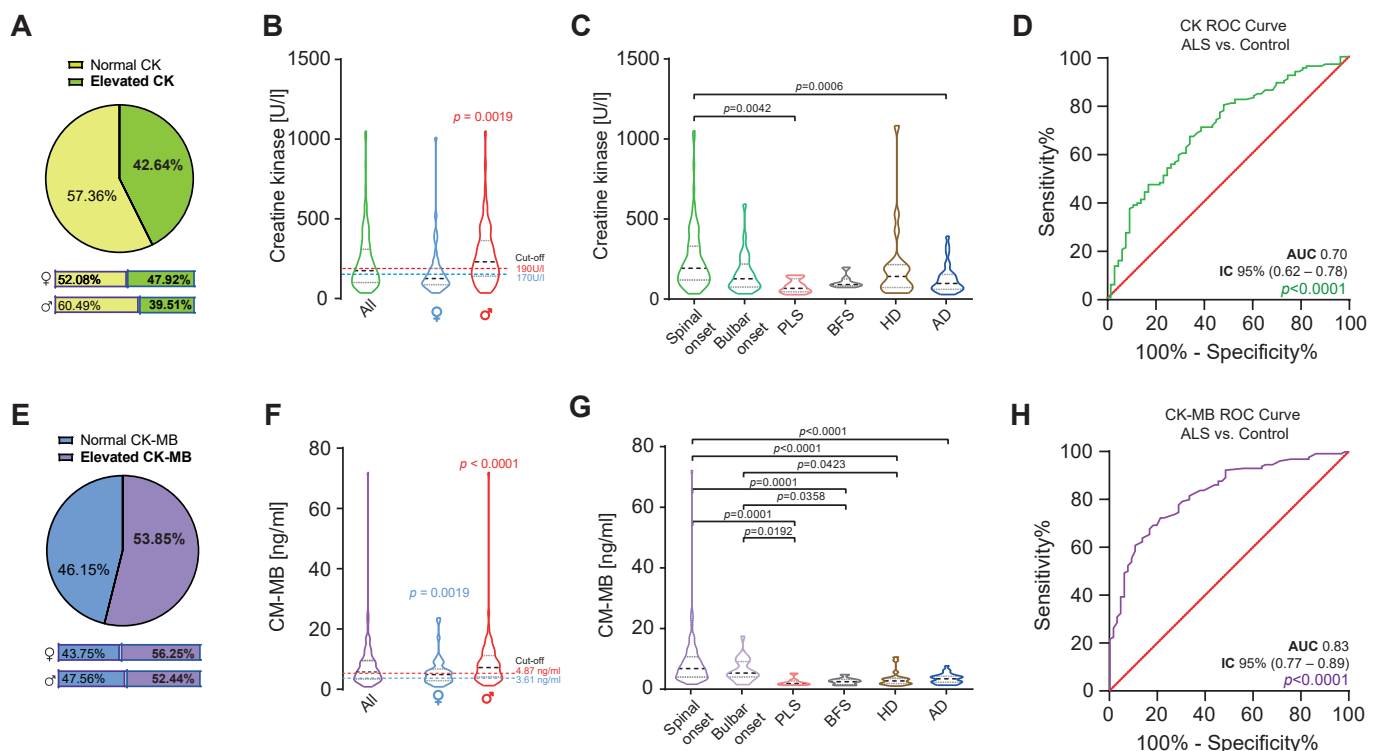 A
Normal CK
Elevated CK
42.64%
57.36%
♀ 52.08% 47.92%
♂ 60.49% 39.51%
B
Creatine kinase [U/l]
1500
1000
500
0
p = 0.0019
Cut-off
190U/l
170U/l
All
♀
♂
C
Creatine kinase [U/l]
1500
1000
500
0
p=0.0006
p=0.0042
Spinal onset
Bulbar onset
PLS
BFS
HD
AD
D
CK ROC Curve
ALS vs. Control
Sensitivity%
100
80
60
40
20
0
AUC 0.70
IC 95% (0.62 – 0.78)
p<0.0001
0 20 40 60 80 100
100% - Specificity%
E
Normal CK-MB
Elevated CK-MB
53.85%
46.15%
♀ 43.75% 56.25%
♂ 47.56% 52.44%
F
CM-MB [ng/ml]
80
60
40
20
0
p < 0.0001
p = 0.0019
Cut-off
4.87 ng/ml
3.61 ng/ml
All
♀
♂
G
CM-MB [ng/ml]
80
60
40
20
0
p<0.0001
p<0.0001
p=0.0423
p=0.0001
p=0.0358
p=0.0001
p=0.0192
Spinal onset
Bulbar onset
PLS
BFS
HD
AD
H
CK-MB ROC Curve
ALS vs. Control
Sensitivity%
100
80
60
40
20
0
AUC 0.83
IC 95% (0.77 – 0.89)
p<0.0001
0 20 40 60 80 100
100% - Specificity%